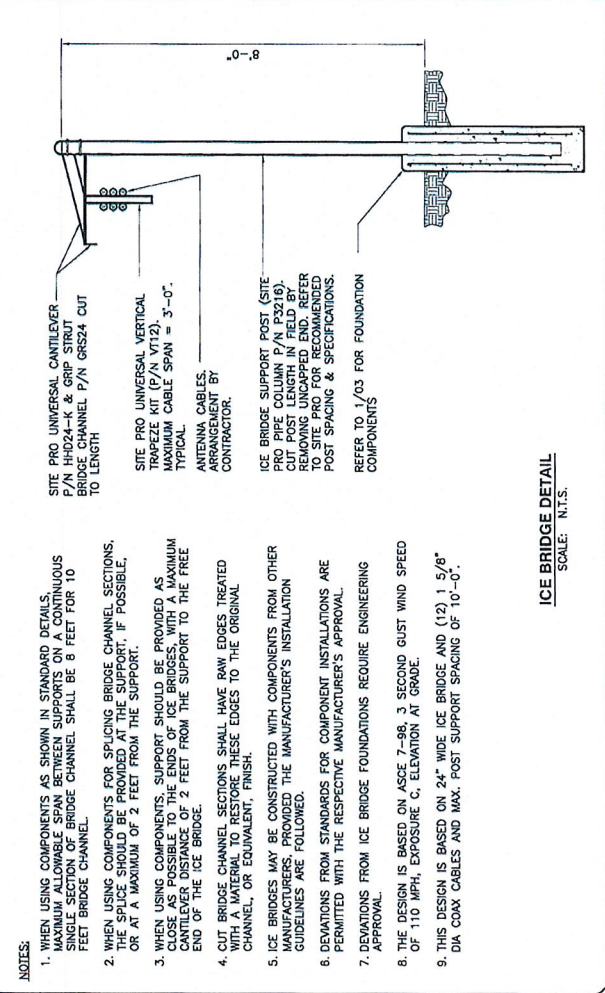 NOTES:
1. WHEN USING COMPONENTS AS SHOWN IN STANDARD DETAILS,
MAXIMUM ALLOWABLE SPAN BETWEEN SUPPORTS ON A CONTINUOUS
SINGLE SECTION OF BRIDGE CHANNEL SHALL BE 8 FEET FOR 10
FEET BRIDGE CHANNEL.
2. WHEN USING COMPONENTS FOR SPLICING BRIDGE CHANNEL SECTIONS,
THE SPLICE SHOULD BE PROVIDED AT THE SUPPORT, IF POSSIBLE,
OR AT A MAXIMUM OF 2 FEET FROM THE SUPPORT.
3. WHEN USING COMPONENTS, SUPPORT SHOULD BE PROVIDED AS
CLOSE AS POSSIBLE TO THE ENDS OF ICE BRIDGES, WITH A MAXIMUM
CANTILEVER DISTANCE OF 2 FEET FROM THE SUPPORT TO THE FREE
END OF THE ICE BRIDGE.
4. CUT BRIDGE CHANNEL SECTIONS SHALL HAVE RAW EDGES TREATED
WITH A MATERIAL TO RESTORE THESE EDGES TO THE ORIGINAL
CHANNEL, OR EQUIVALENT, FINISH.
5. ICE BRIDGES MAY BE CONSTRUCTED WITH COMPONENTS FROM OTHER
MANUFACTURERS, PROVIDED THE MANUFACTURER'S INSTALLATION
GUIDELINES ARE FOLLOWED.
6. DEVIATIONS FROM STANDARDS FOR COMPONENT INSTALLATIONS ARE
PERMITTED WITH THE RESPECTIVE MANUFACTURER'S APPROVAL.
7. DEVIATIONS FROM ICE BRIDGE FOUNDATIONS REQUIRE ENGINEERING
APPROVAL.
8. THE DESIGN IS BASED ON ASCE 7-98, 3 SECOND GUST WIND SPEED
OF 110 MPH, EXPOSURE C, ELEVATION AT GRADE.
9. THIS DESIGN IS BASED ON 24" WIDE ICE BRIDGE AND (12) 1 5/8"
DIA COAX CABLES AND MAX. POST SUPPORT SPACING OF 10'-0".
SITE PRO UNIVERSAL CANTILEVER
P/N HHD24-K & GRIP STRUT
BRIDGE CHANNEL P/N GRS24 CUT
TO LENGTH
SITE PRO UNIVERSAL VERTICAL
TRAPEZE KIT (P/N VT12).
MAXIMUM CABLE SPAN = 3'-0".
TYPICAL.
ANTENNA CABLES.
ARRANGEMENT BY
CONTRACTOR.
ICE BRIDGE SUPPORT POST (SITE
PRO PIPE COLUMN P/N P3216).
CUT POST LENGTH IN FIELD BY
REMOVING UNCAPPED END. REFER
TO SITE PRO FOR RECOMMENDED
POST SPACING & SPECIFICATIONS.
REFER TO 1/03 FOR FOUNDATION
COMPONENTS
8'-0"
ICE BRIDGE DETAIL
SCALE: N.T.S.